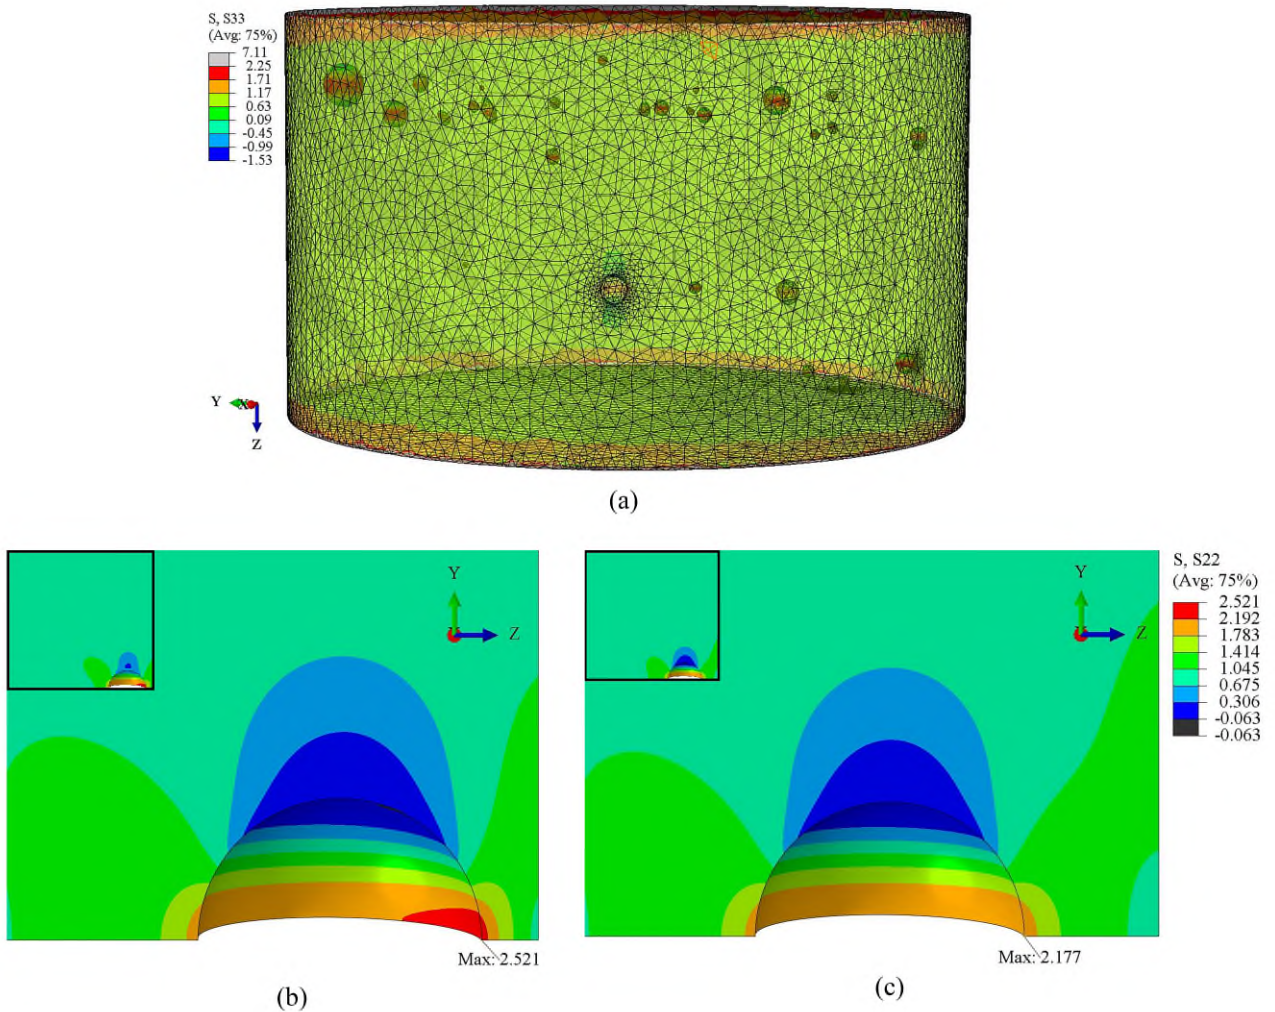 S, S33
(Avg: 75%)
7.11
2.25
1.71
1.17
0.63
0.09
-0.45
-0.99
-1.53
Y
X
Z
(a)
Y
Z
Max: 2.521
(b)
Y
Z
Max: 2.177
(c)
S, S22
(Avg: 75%)
2.521
2.192
1.783
1.414
1.045
0.675
0.306
-0.063
-0.063